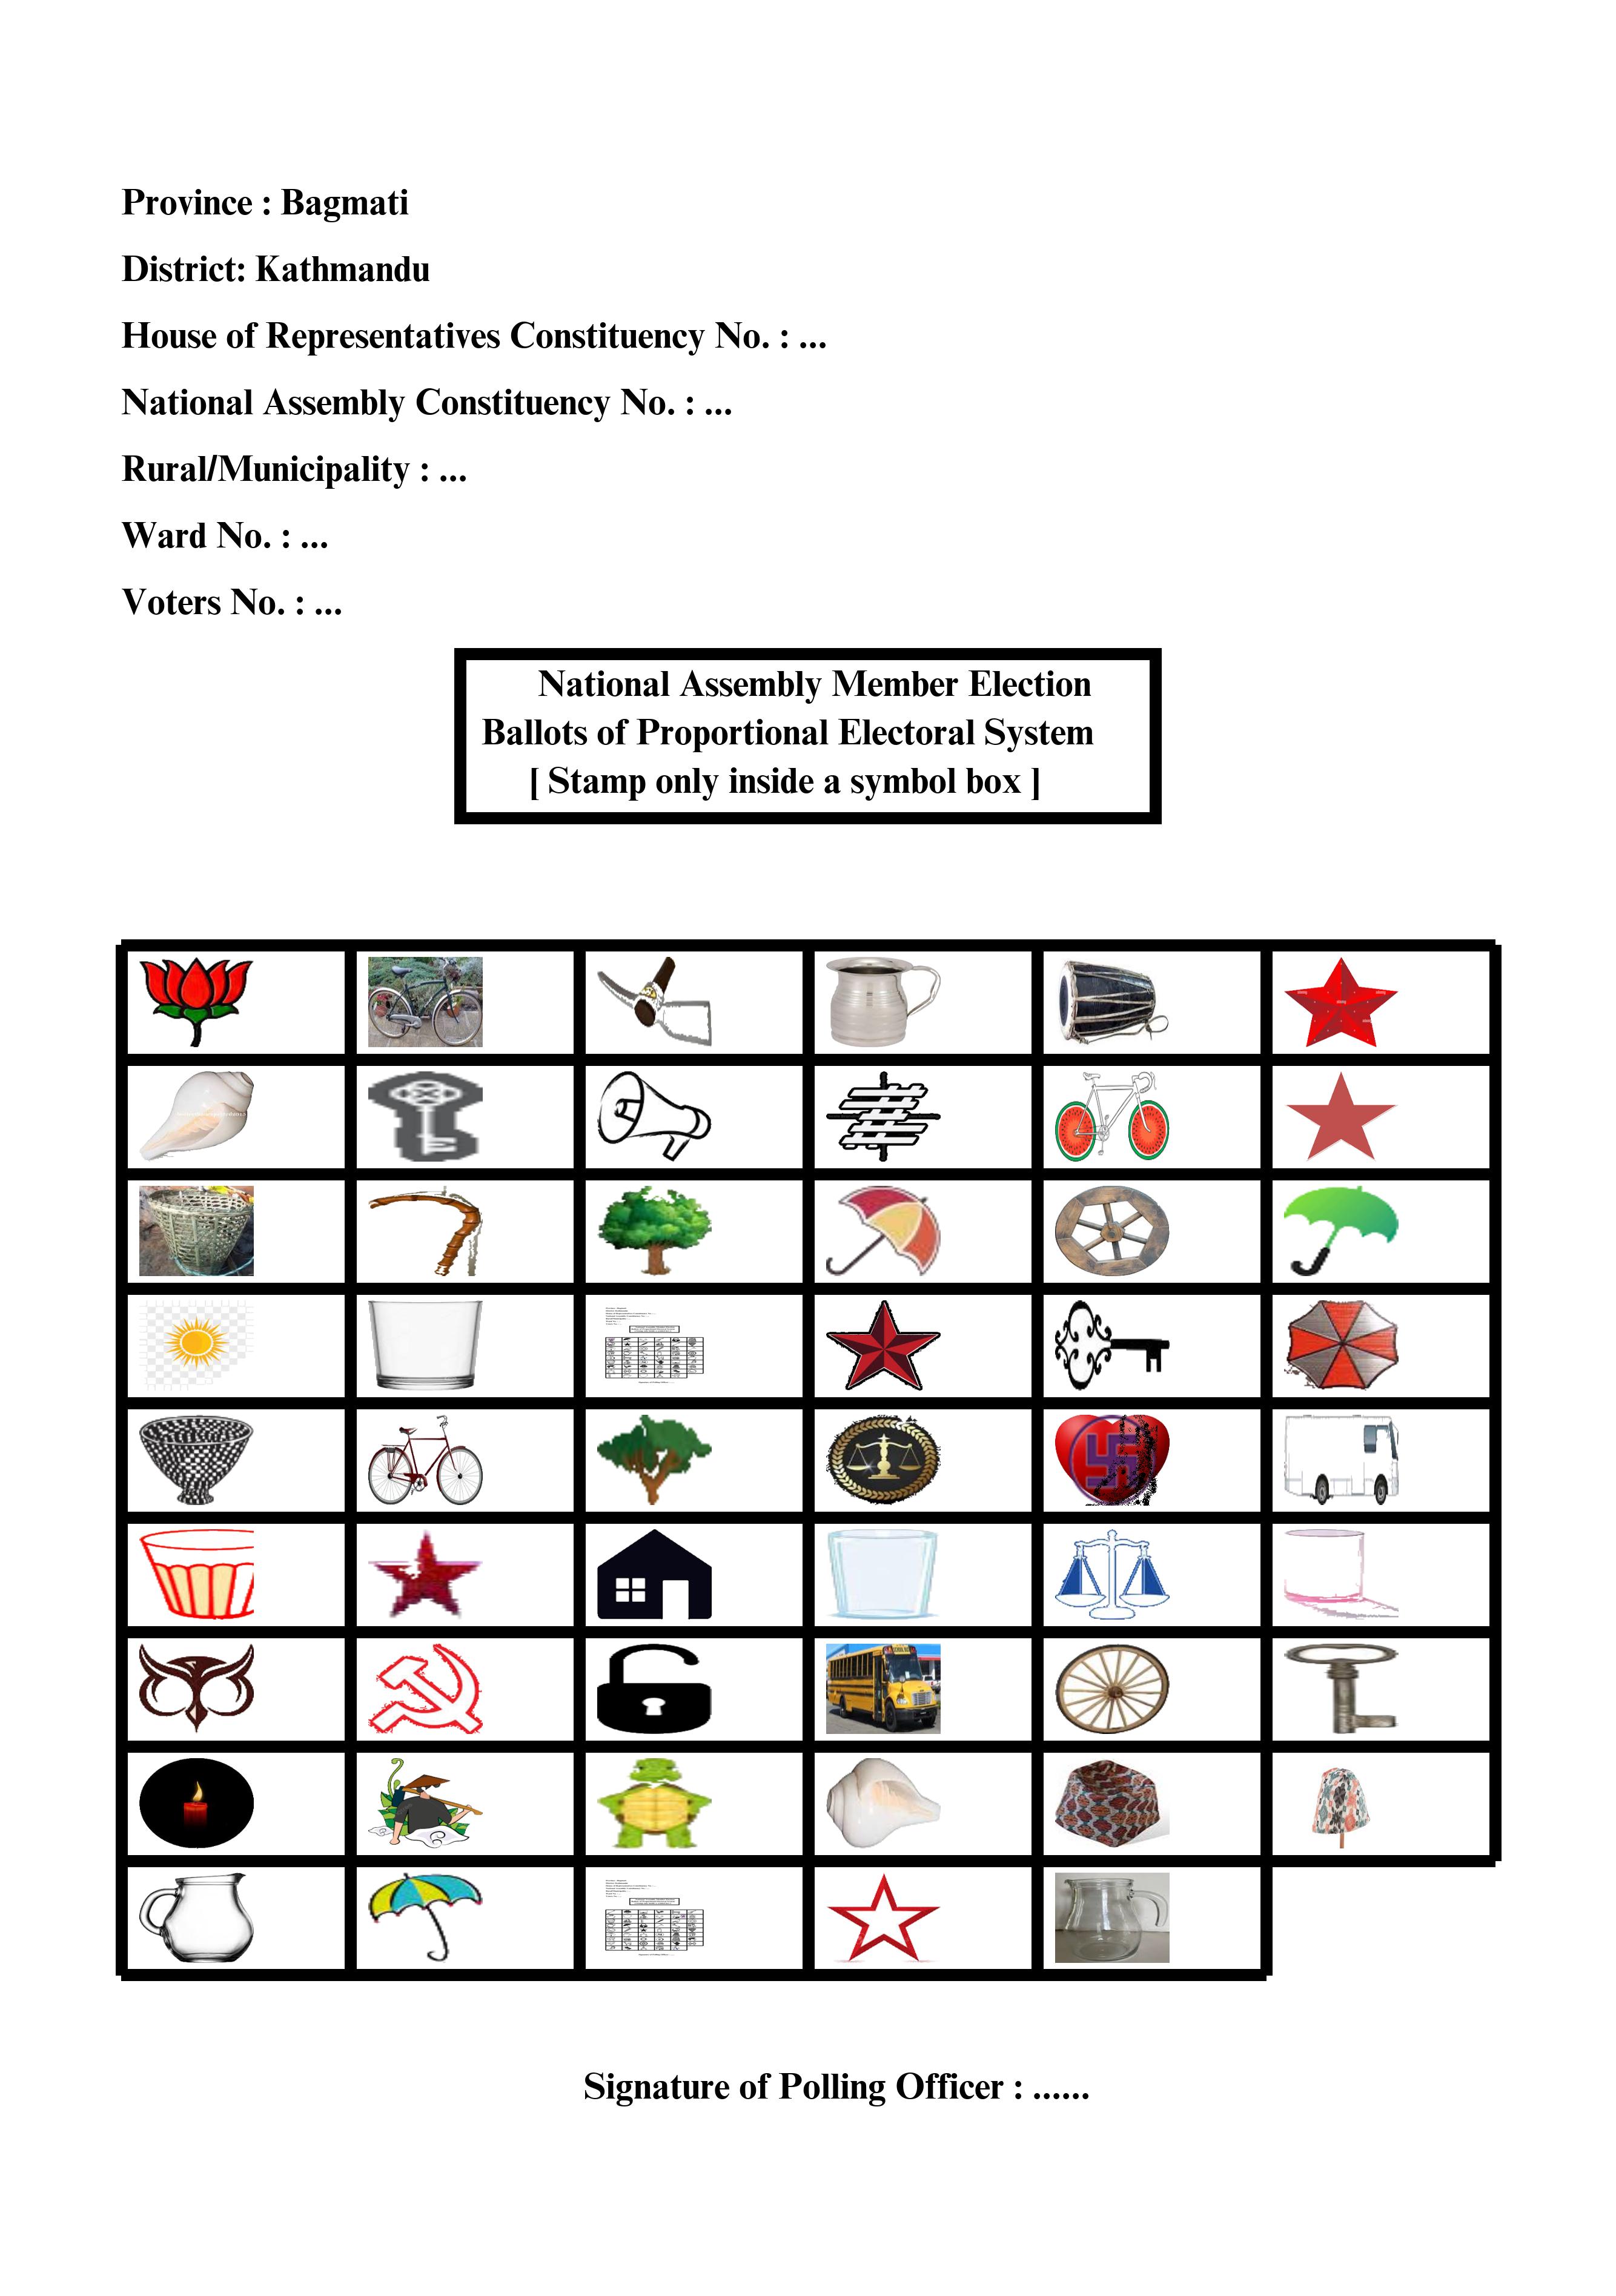 Province : Bagmati
District: Kathmandu
House of Representatives Constituency No. : ...
National Assembly Constituency No. : ...
Rural/Municipality : ...
Ward No. : ...
Voters No. : ...
National Assembly Member Election
Ballots of Proportional Electoral System
[ Stamp only inside a symbol box ]
Signature of Polling Officer : ......